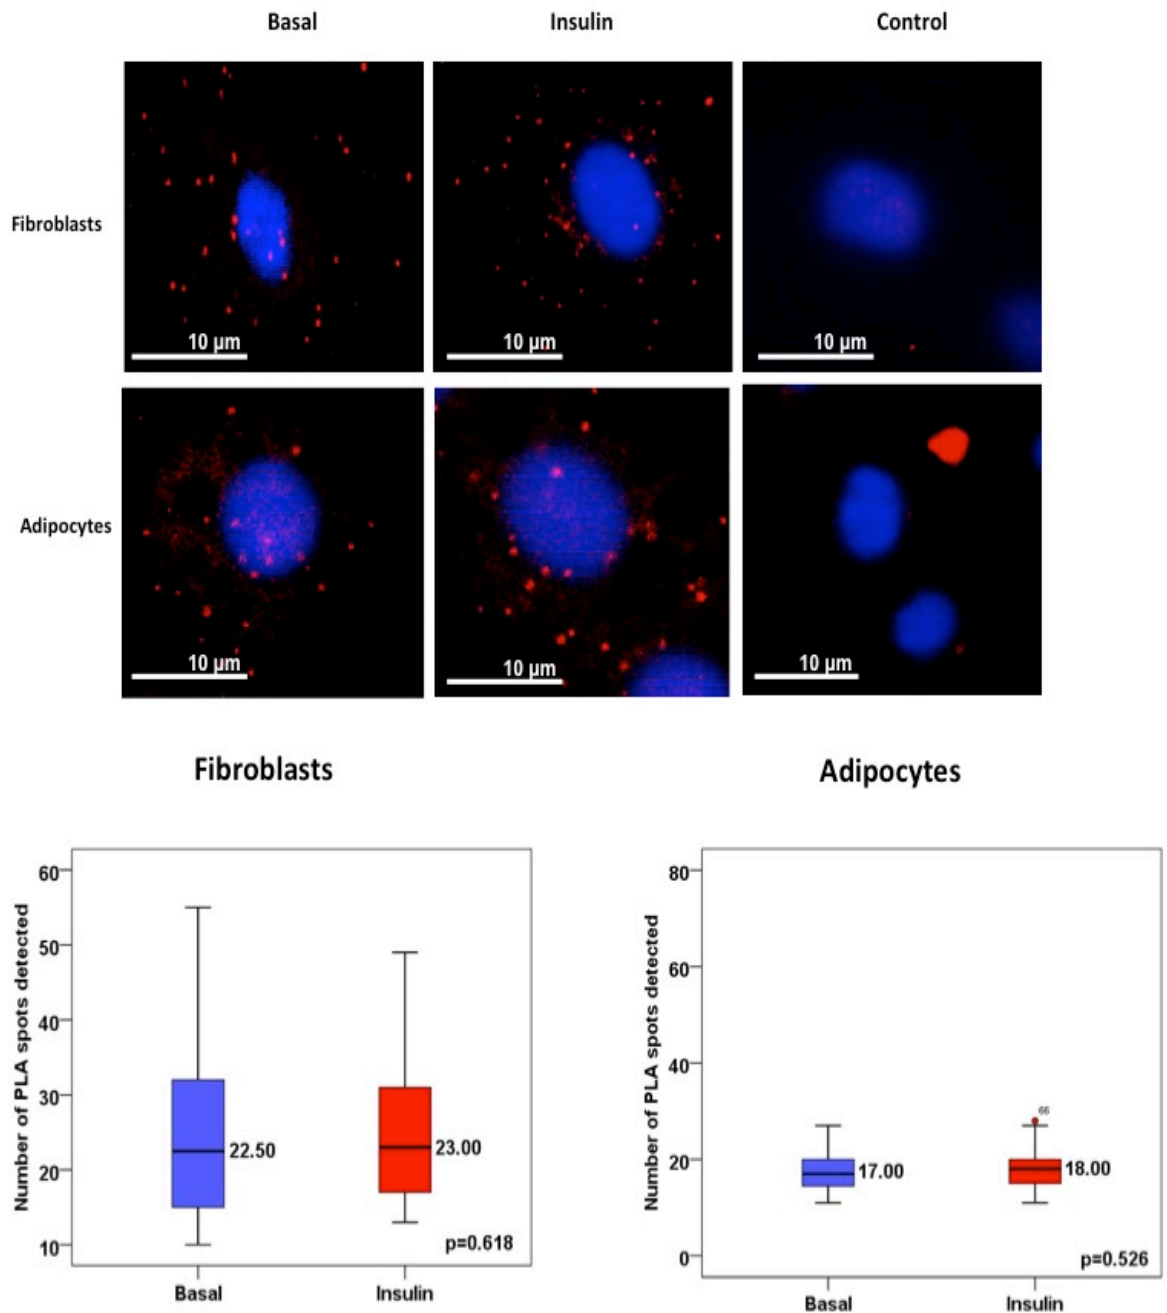 Basal Insulin Control
Fibroblasts
10 µm 10 µm 10 µm
Adipocytes
10 µm 10 µm 10 µm
Fibroblasts
Number of PLA spots detected
60
50
40
30
20
10
22.50
23.00
p=0.618
Basal Insulin
Adipocytes
Number of PLA spots detected
80
60
40
20
0
66
17.00
18.00
p=0.526
Basal Insulin